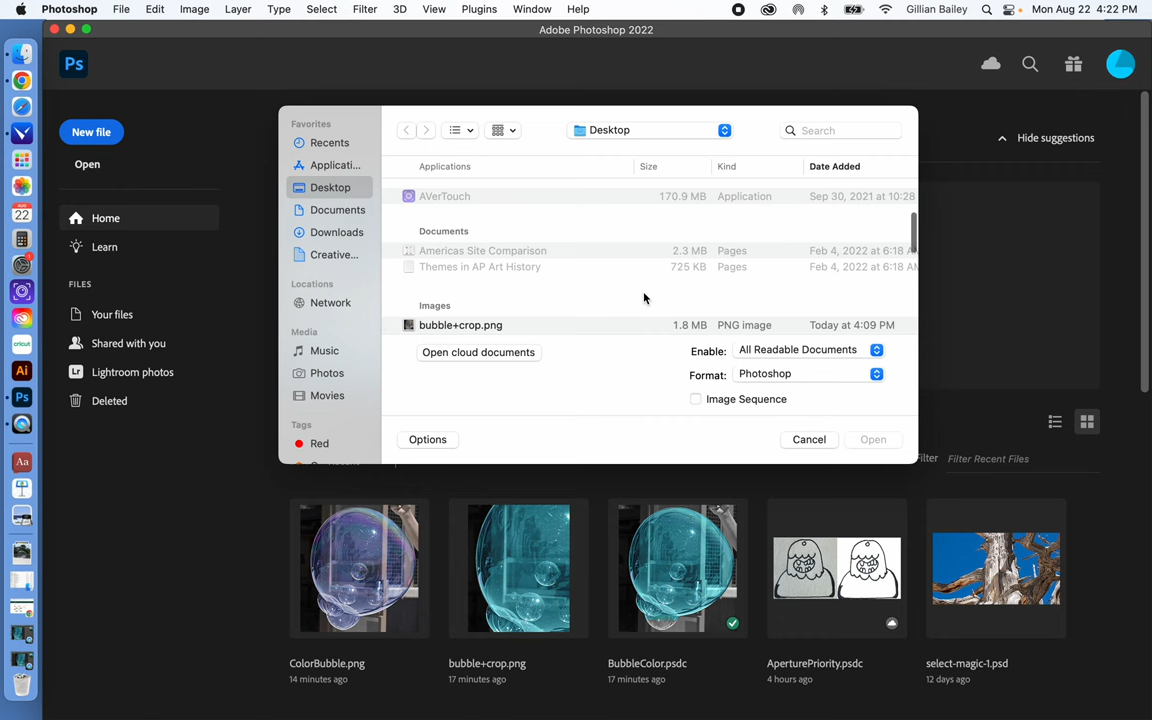 Photoshop File Edit Image Layer Type Select Filter 3D View Plugins Window Help Gillian Bailey Mon Aug 22 4:22 PM
Adobe Photoshop 2022
Ps
New file
Open
Home
Learn
FILES
Your files
Shared with you
Lr Lightroom photos
Deleted
Hide suggestions
Favorites
Recents
Applicati...
Desktop
Documents
Downloads
Creative...
Locations
Network
Media
Music
Photos
Movies
Tags
Red
Desktop
Search
Applications Size Kind Date Added
AVerTouch 170.9 MB Application Sep 30, 2021 at 10:28
Documents
Americas Site Comparison 2.3 MB Pages Feb 4, 2022 at 6:18 A
Themes in AP Art History 725 KB Pages Feb 4, 2022 at 6:18 A
Images
bubble+crop.png 1.8 MB PNG image Today at 4:09 PM
Open cloud documents
Enable: All Readable Documents
Format: Photoshop
Image Sequence
Options
Cancel
Open
Filter Filter Recent Files
ColorBubble.png
14 minutes ago
bubble+crop.png
17 minutes ago
BubbleColor.psdc
17 minutes ago
AperturePriority.psdc
4 hours ago
select-magic-1.psd
12 days ago
AUG
22
cricut
Ai
Ps
Aa